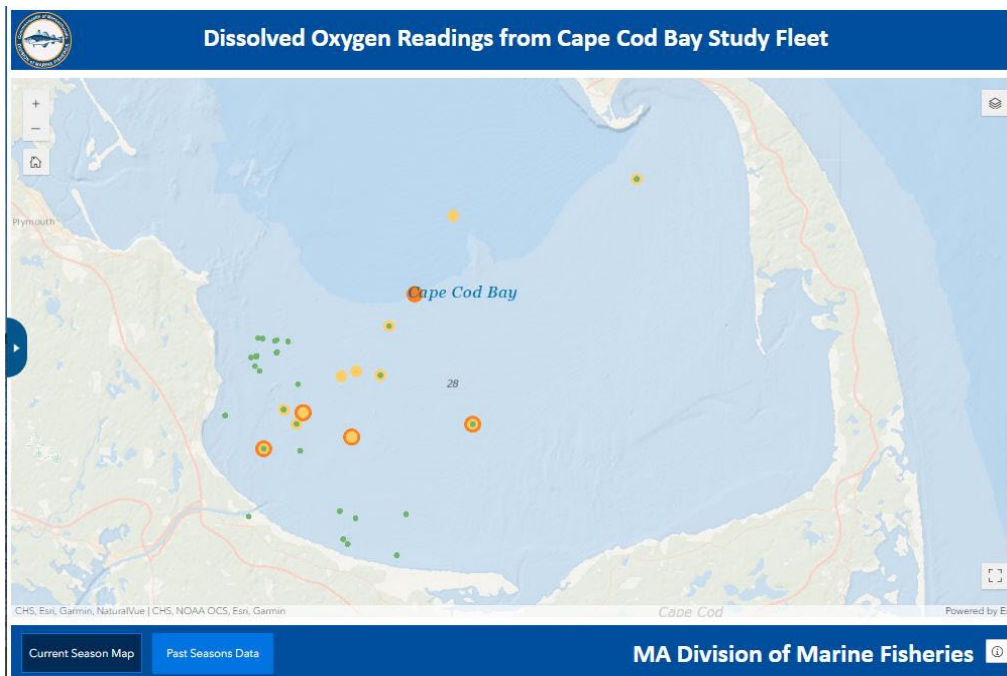 Dissolved Oxygen Readings from Cape Cod Bay Study Fleet
+
−
Plymouth
Cape Cod Bay
28
CHS, Esri, Garmin, NaturalVue | CHS, NOAA OCS, Esri, Garmin
Cape Cod
Powered by Es
Current Season Map
Past Seasons Data
MA Division of Marine Fisheries